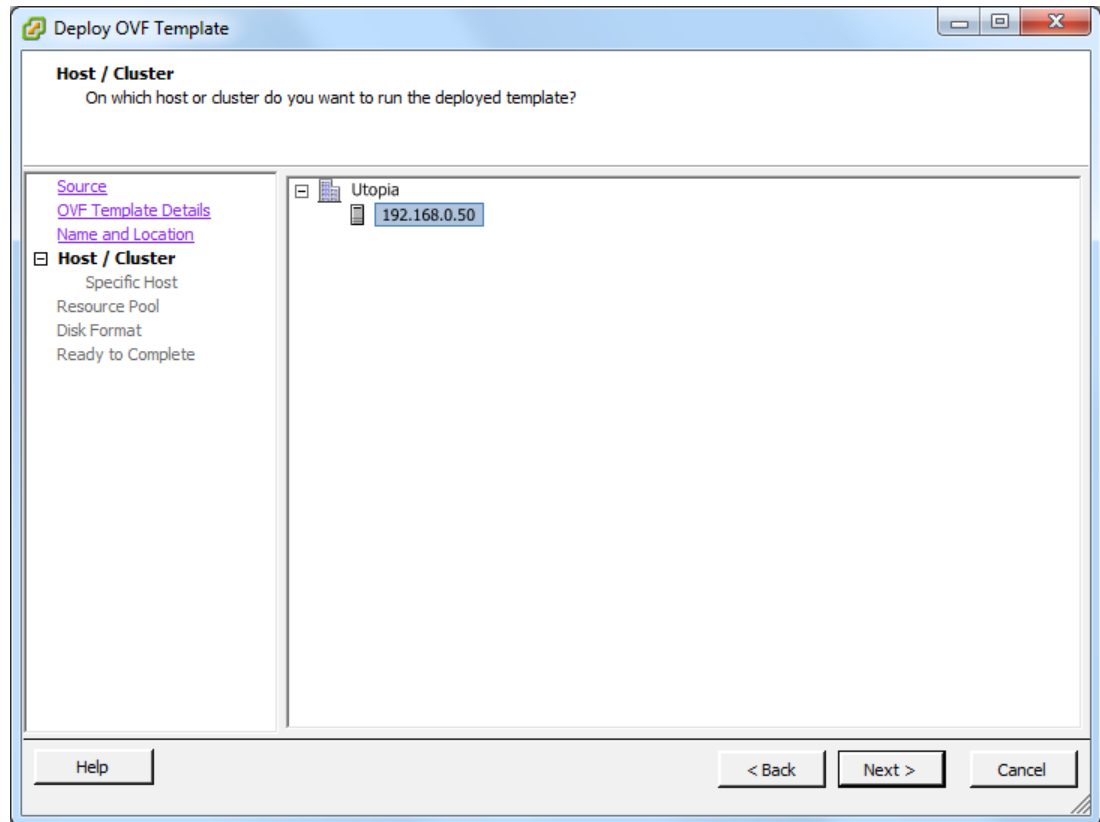 Deploy OVF Template
Host / Cluster
On which host or cluster do you want to run the deployed template?
Source
OVF Template Details
Name and Location
Host / Cluster
Specific Host
Resource Pool
Disk Format
Ready to Complete
Utopia
192.168.0.50
Help
< Back
Next >
Cancel